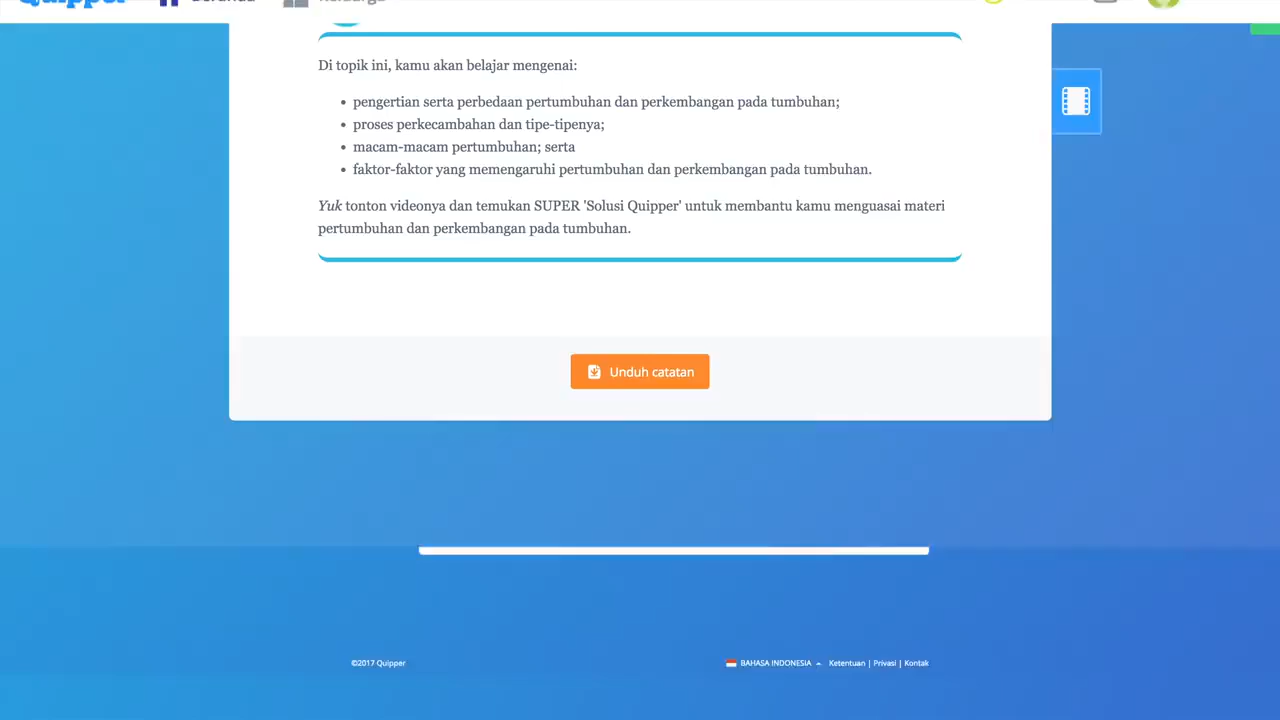 Quipper
Di topik ini, kamu akan belajar mengenai:
• pengertian serta perbedaan pertumbuhan dan perkembangan pada tumbuhan;
• proses perkecambahan dan tipe-tipenya;
• macam-macam pertumbuhan; serta
• faktor-faktor yang memengaruhi pertumbuhan dan perkembangan pada tumbuhan.
Yuk tonton videonya dan temukan SUPER 'Solusi Quipper' untuk membantu kamu menguasai materi
pertumbuhan dan perkembangan pada tumbuhan.
Unduh catatan
©2017 Quipper
BAHASA INDONESIA
Ketentuan | Privasi | Kontak